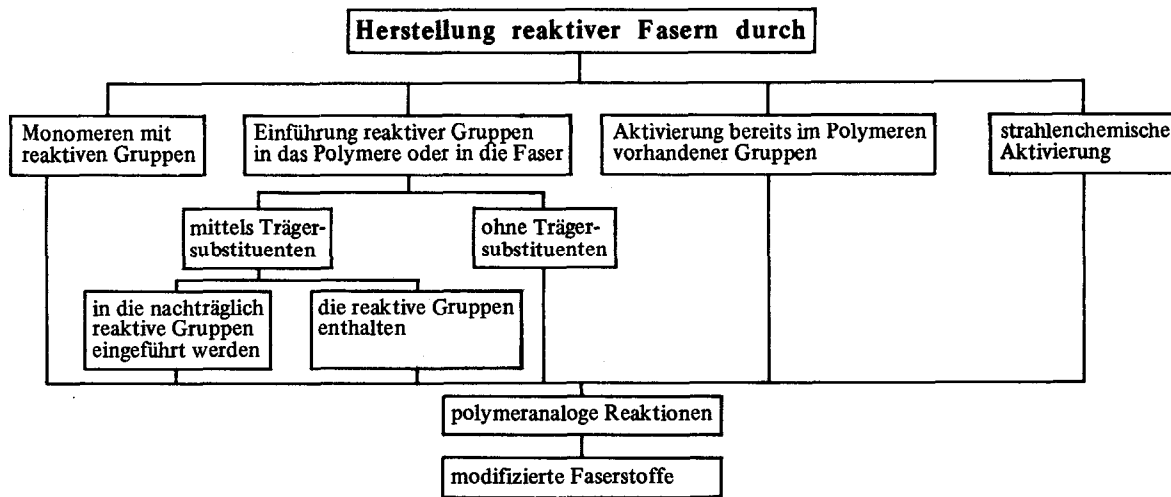 Herstellung reaktiver Fasern durch
Monomeren mit
reaktiven Gruppen
Einführung reaktiver Gruppen
in das Polymere oder in die Faser
Aktivierung bereits im Polymeren
vorhandener Gruppen
strahlenchemische
Aktivierung
mittels Träger-
substituenten
ohne Träger-
substituenten
in die nachträglich
reaktive Gruppen
eingeführt werden
die reaktive Gruppen
enthalten
polymeranaloge Reaktionen
modifizierte Faserstoffe